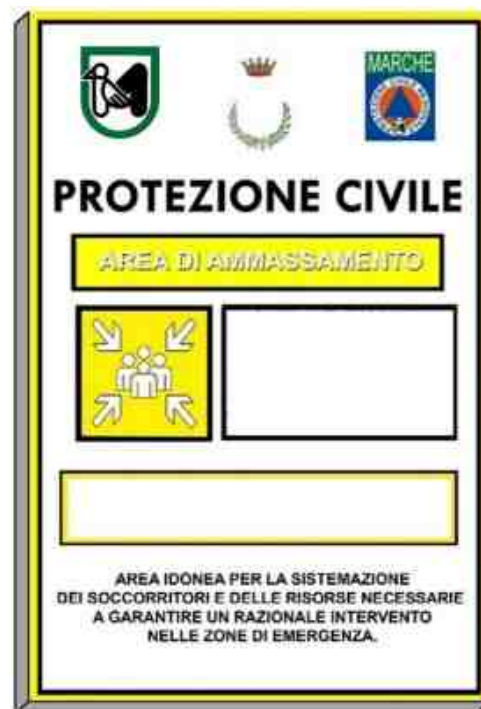 MARCHE
PROTEZIONE CIVILE
AREA DI AMMASSAMENTO
AREA IDONEA PER LA SISTEMAZIONE
DEI SOCCORRITORI E DELLE RISORSE NECESSARIE
A GARANTIRE UN RAZIONALE INTERVENTO
NELLE ZONE DI EMERGENZA.